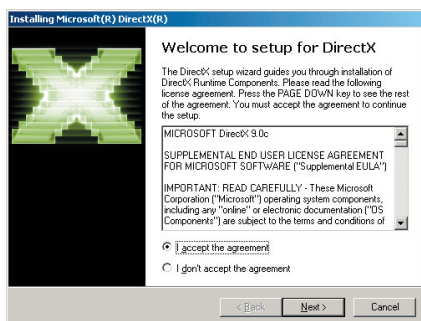 Installing Microsoft(R) DirectX(R)
Welcome to setup for DirectX
The DirectX setup wizard guides you through installation of
DirectX Runtime Components. Please read the following
license agreement. Press the PAGE DOWN key to see the rest
of the agreement. You must accept the agreement to continue
the setup.
MICROSOFT DirectX 9.0c
SUPPLEMENTAL END USER LICENSE AGREEMENT
FOR MICROSOFT SOFTWARE ("Supplemental EULA")
IMPORTANT: READ CAREFULLY - These Microsoft
Corporation ("Microsoft") operating system components,
including any "online" or electronic documentation ("OS
Components") are subject to the terms and conditions of
I accept the agreement
I don't accept the agreement
< Back
Next >
Cancel